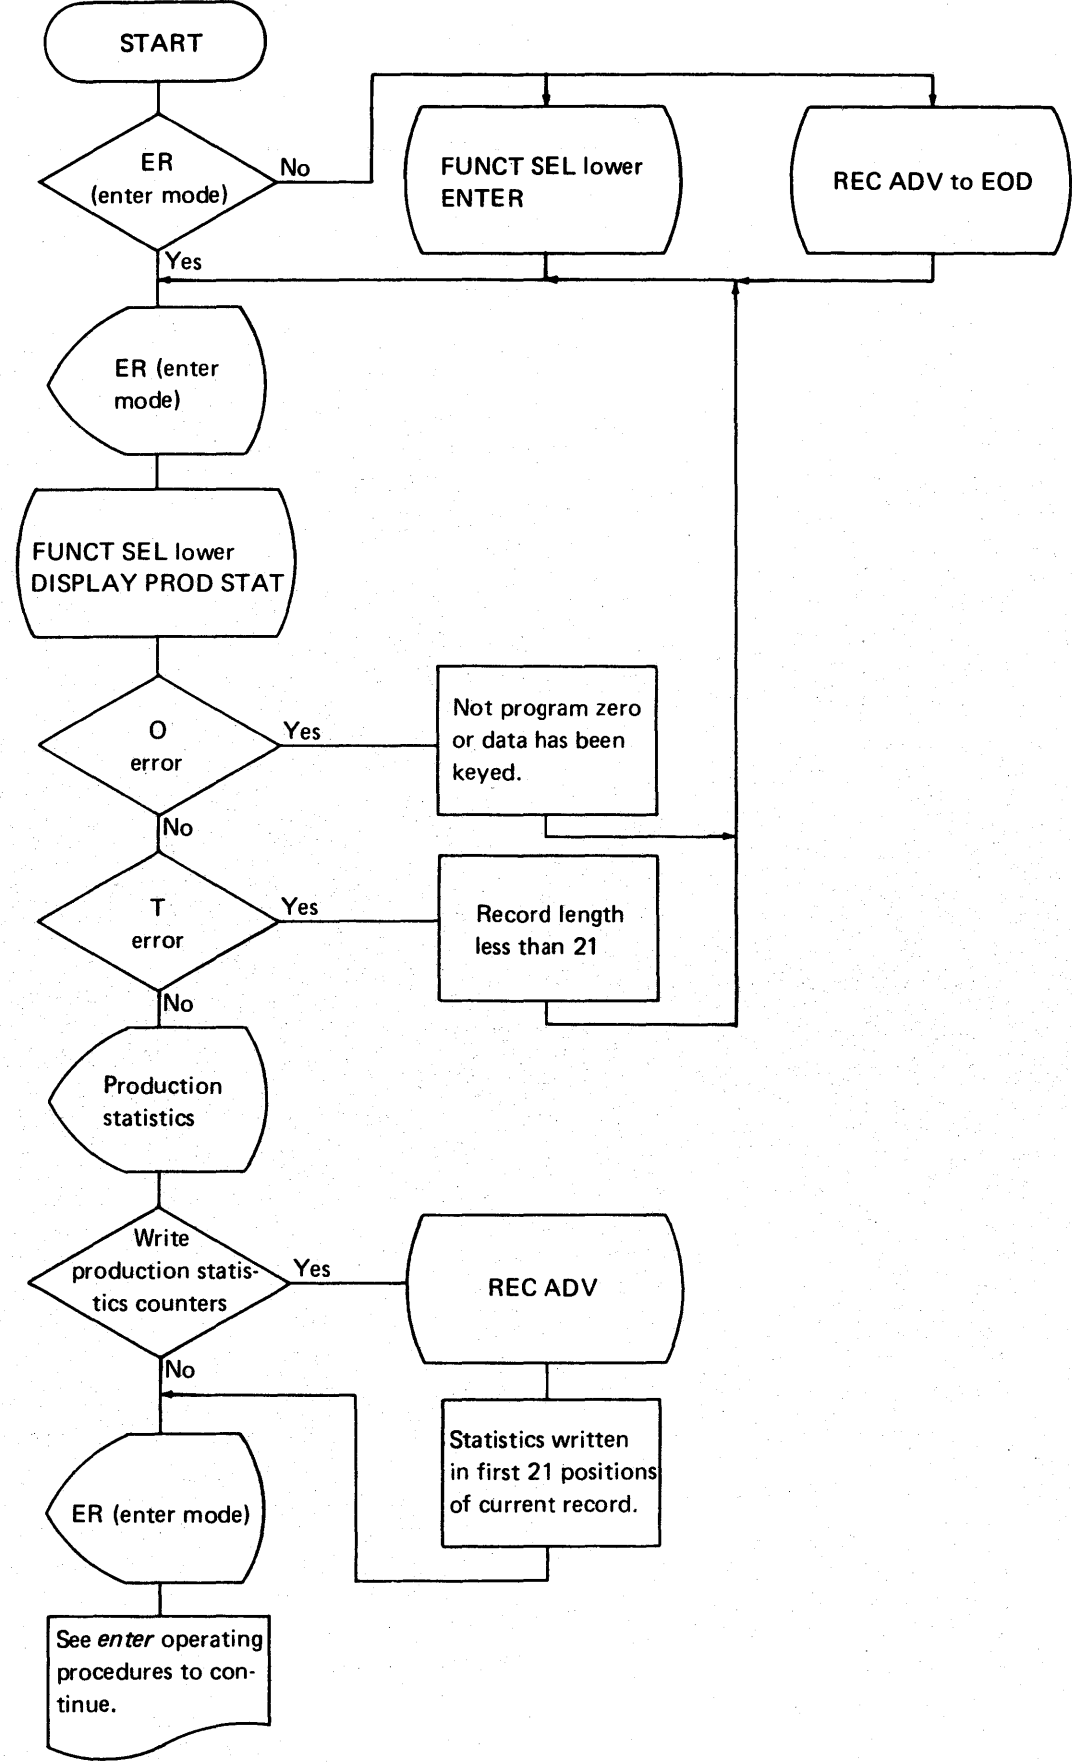 START
ER
(enter mode)
No
FUNCT SEL lower
ENTER
REC ADV to EOD
Yes
ER (enter
mode)
FUNCT SEL lower
DISPLAY PROD STAT
O
error
Yes
Not program zero
or data has been
keyed.
No
T
error
Yes
Record length
less than 21
No
Production
statistics
Write
production statis-
tics counters
Yes
REC ADV
No
Statistics written
in first 21 positions
of current record.
ER (enter mode)
See enter operating
procedures to con-
tinue.